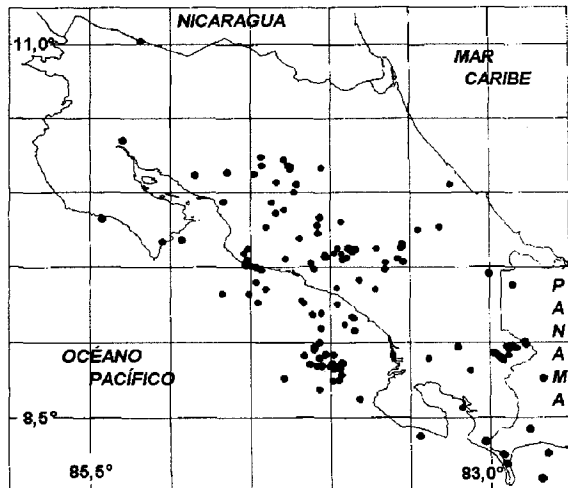 NICARAGUA
11,0°
MAR
CARIBE
P
A
N
A
M
A
OCÉANO
PACÍFICO
8,5°
85,5°
83,0°